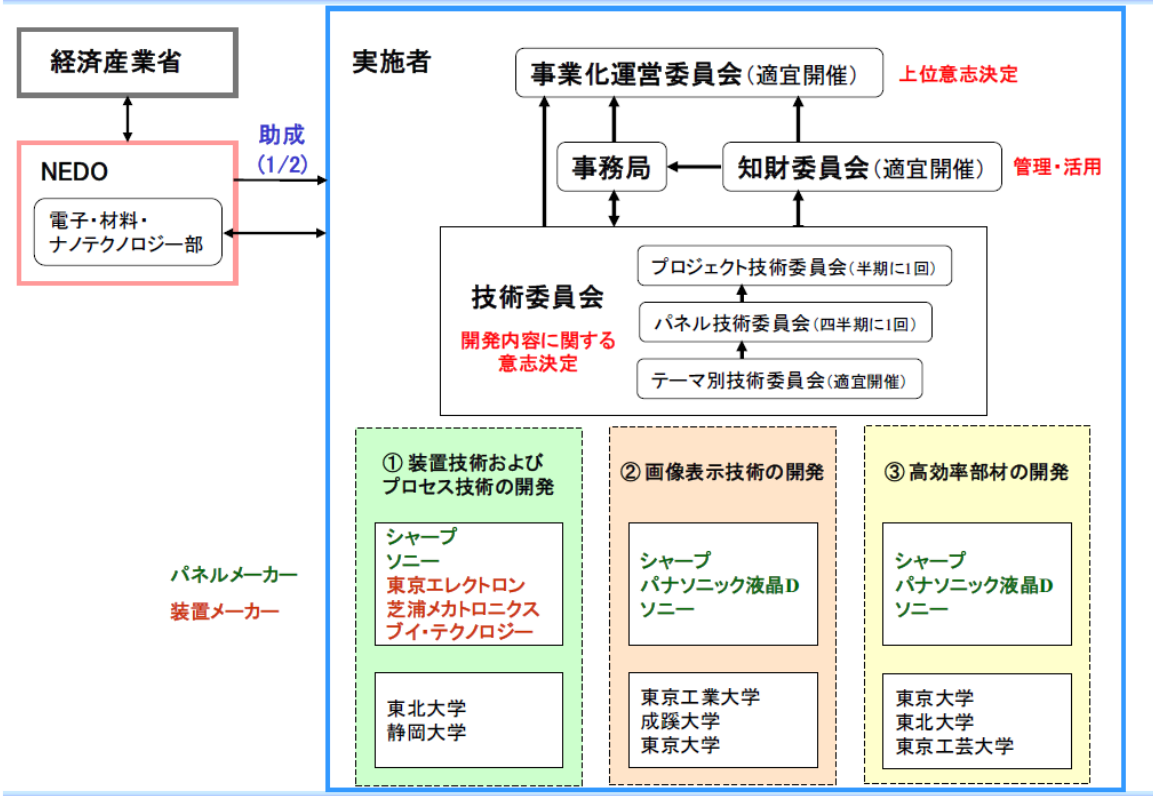 経済産業省
NEDO
電子・材料・
ナノテクノロジー部
助成
(1/2)
実施者
事業化運営委員会(適宜開催)
上位意志決定
事務局
知財委員会(適宜開催)
管理・活用
技術委員会
開発内容に関する
意志決定
プロジェクト技術委員会(半期に1回)
パネル技術委員会(四半期に1回)
テーマ別技術委員会(適宜開催)
パネルメーカー
装置メーカー
①装置技術および
プロセス技術の開発
シャープ
ソニー
東京エレクトロン
芝浦メカトロニクス
ブイ・テクノロジー
東北大学
静岡大学
②画像表示技術の開発
シャープ
パナソニック液晶D
ソニー
東京工業大学
成蹊大学
東京大学
③高効率部材の開発
シャープ
パナソニック液晶D
ソニー
東京大学
東北大学
東京工芸大学